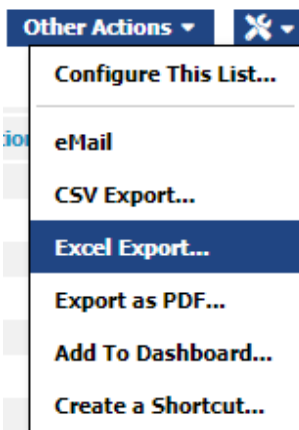 Other Actions
Configure This List...
eMail
CSV Export...
Excel Export...
Export as PDF...
Add To Dashboard...
Create a Shortcut...